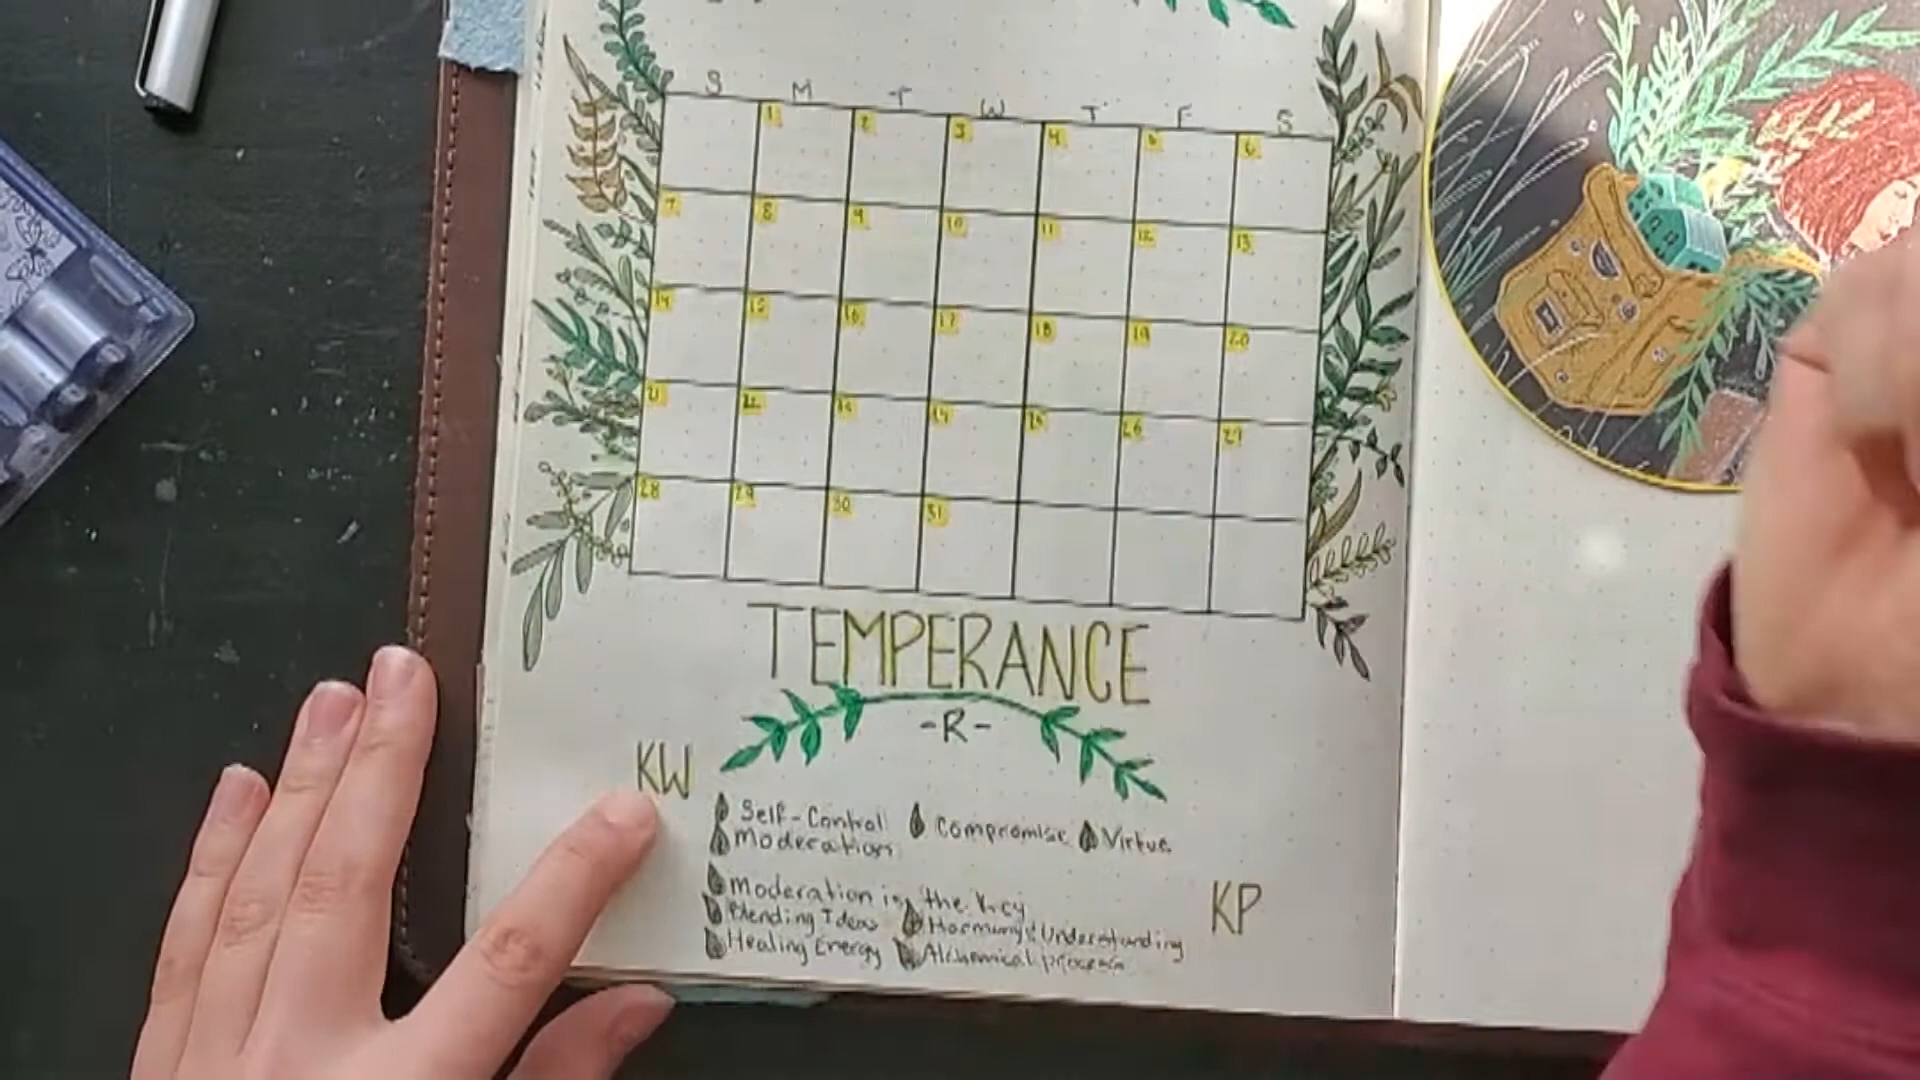 S M T W T F S
1 2 3 4 5 6
7 8 9 10 11 12 13
14 15 16 17 18 19 20
21 22 23 24 25 26 27
28 29 30 31
TEMPERANCE
-R-
KW
Self-Control Compromise Virtue
Moderation
Moderation is the key
Blending Ideas Harmony & Understanding
KP
Healing Energy Alchemical process